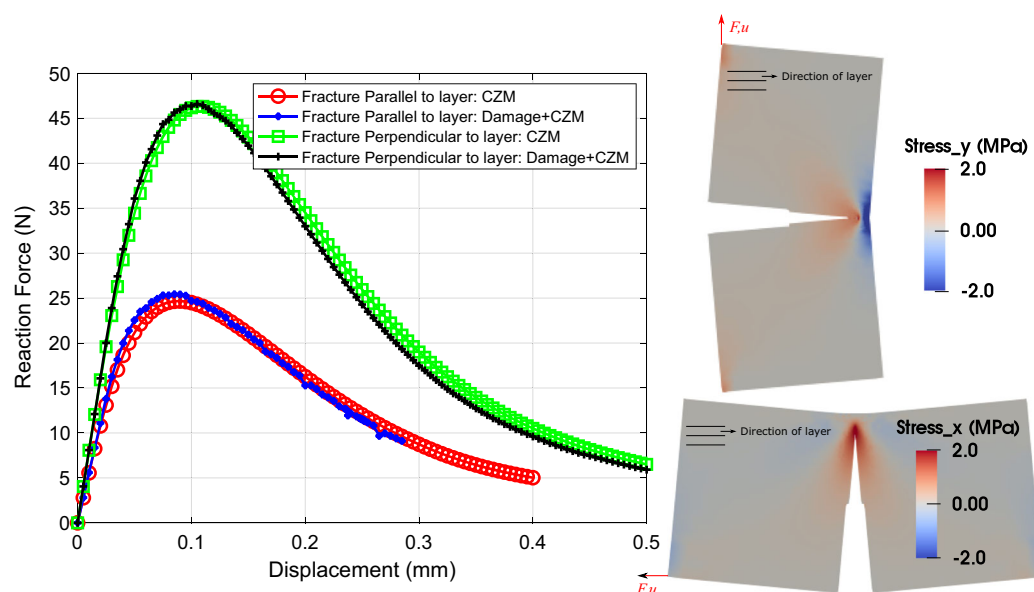 50
45
40
35
30
25
20
15
10
5
0
Reaction Force (N)
0
0.1
0.2
0.3
0.4
0.5
Displacement (mm)
Fracture Parallel to layer: CZM
Fracture Parallel to layer: Damage+CZM
Fracture Perpendicular to layer: CZM
Fracture Perpendicular to layer: Damage+CZM
F,u
Direction of layer
Stress_y (MPa)
2.0
0.00
-2.0
Direction of layer
Stress_x (MPa)
2.0
0.00
-2.0
F,u